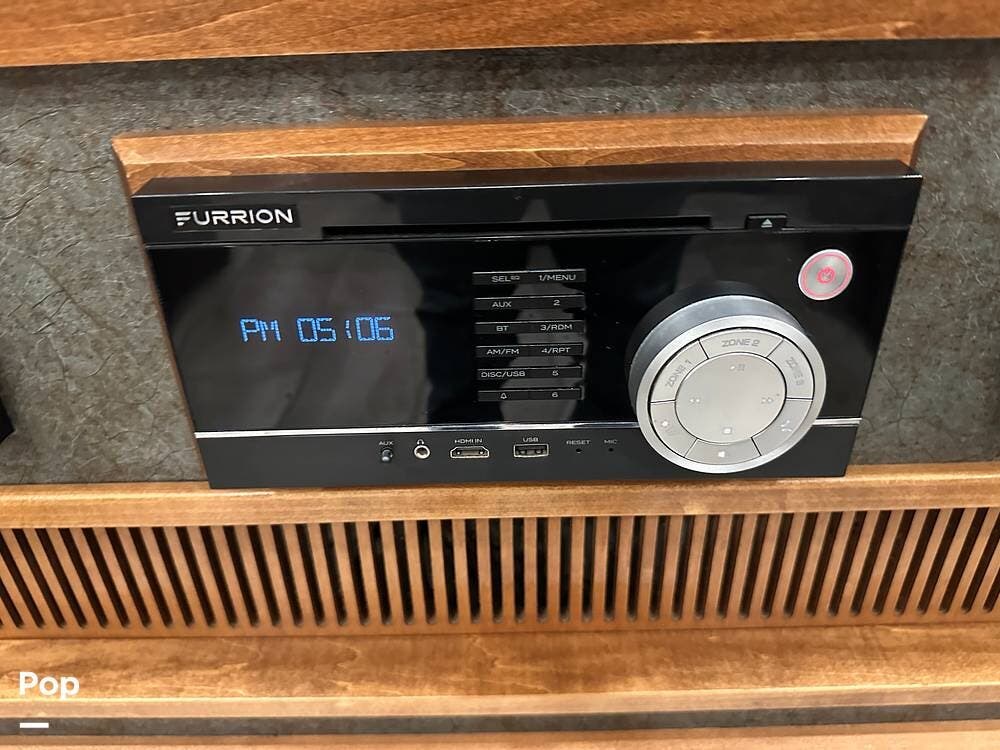 FURRION
SEL EQ 1/MENU
AUX 2
BT 3/RDM
AM/FM 4/RPT
DISC/USB 5
6
PM 05:06
ZONE 1
ZONE 2
ZONE 3
AUX
HDMI IN
USB
RESET
MIC
Pop